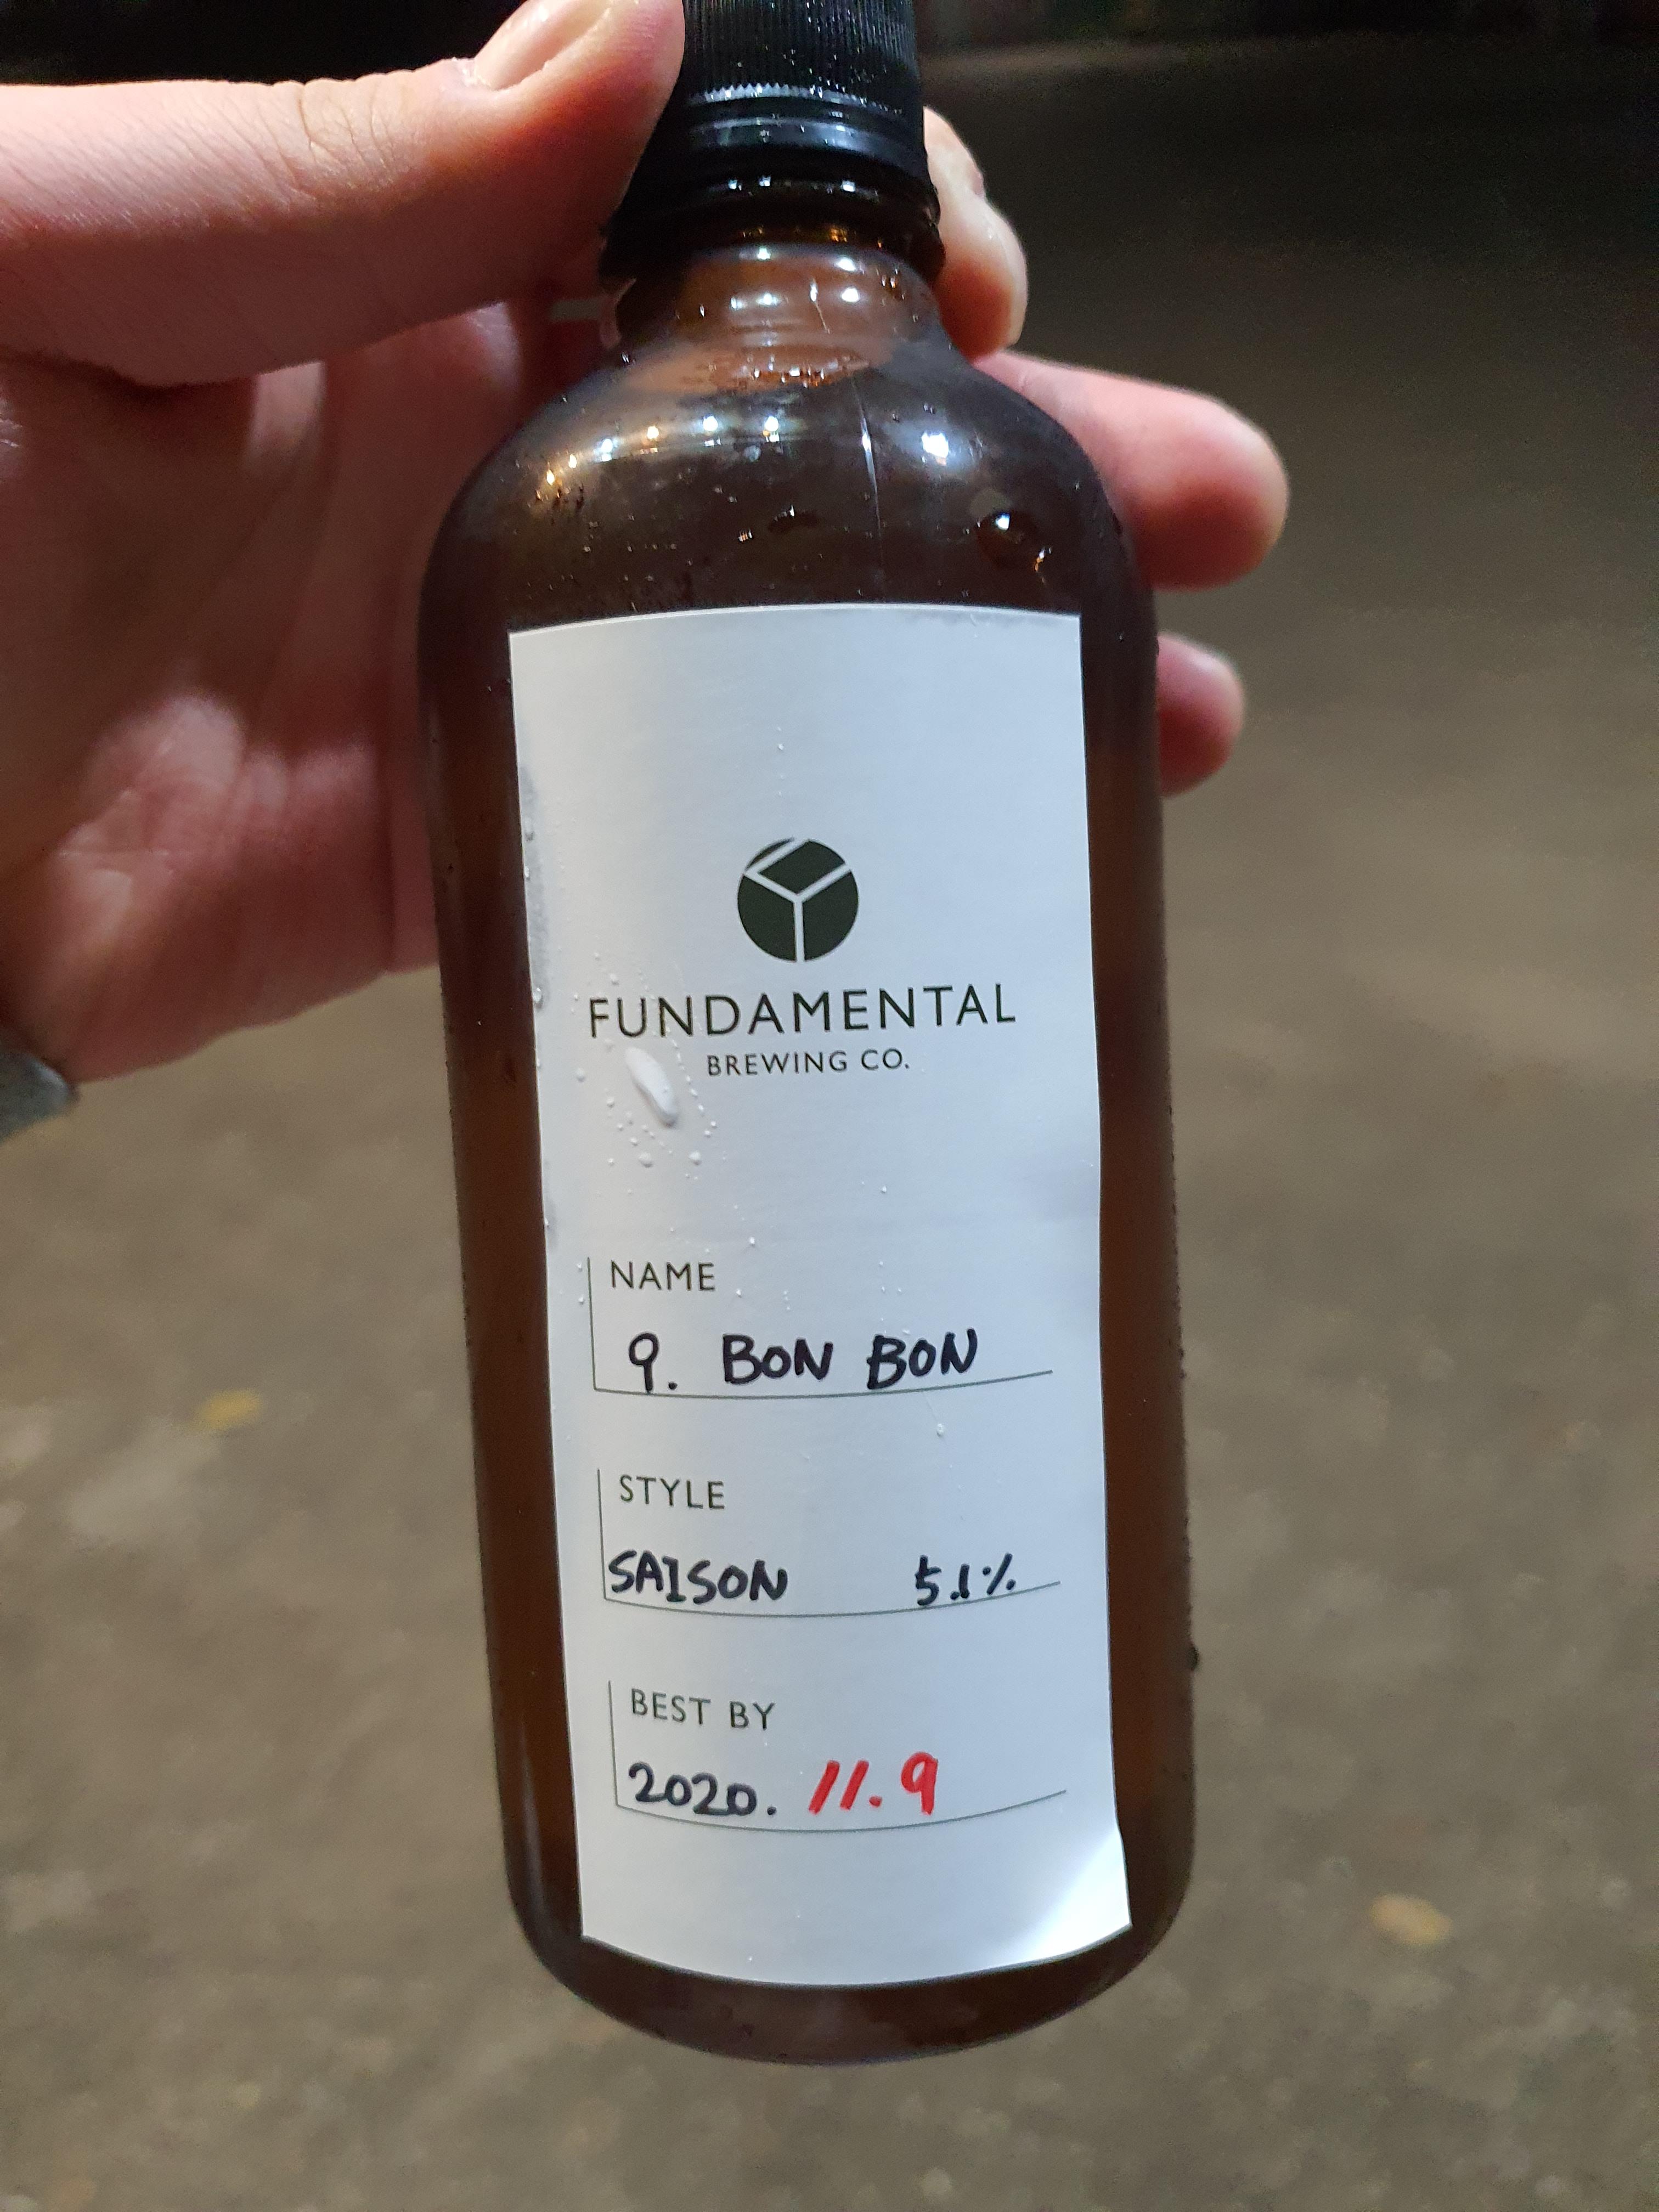 FUNDAMENTAL
BREWING CO.
NAME
9. BON BON
STYLE
SAISON 5.1%
BEST BY
2020. 11.9